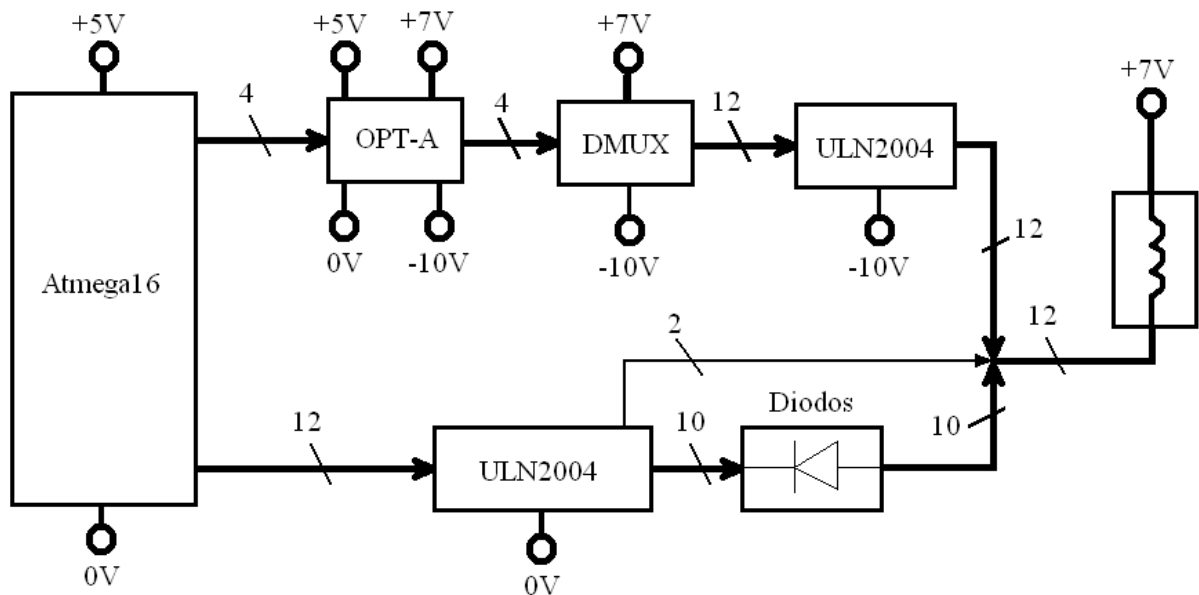 +5V
+5V
+7V
+7V
+7V
4
4
12
OPT-A
DMUX
ULN2004
0V
-10V
-10V
-10V
12
Atmega16
2
12
Diodos
10
12
10
ULN2004
0V
0V